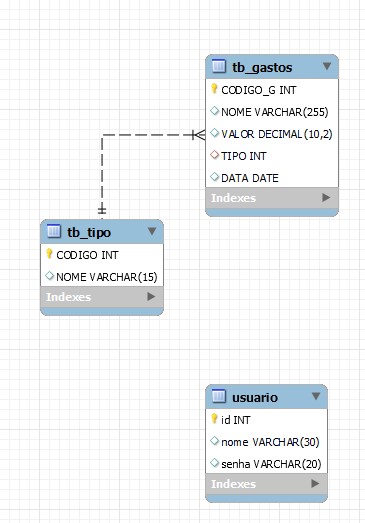 tb_gastos
CODIGO_G INT
NOME VARCHAR(255)
VALOR DECIMAL(10,2)
TIPO INT
DATA DATE
Indexes
tb_tipo
CODIGO INT
NOME VARCHAR(15)
Indexes
usuario
id INT
nome VARCHAR(30)
senha VARCHAR(20)
Indexes